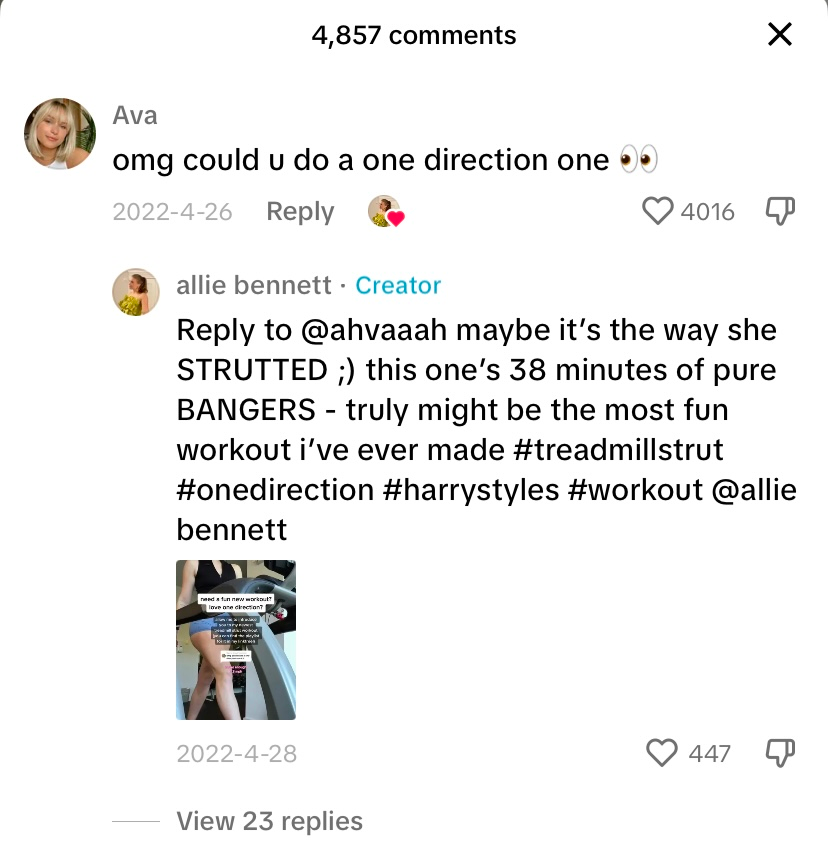 4,857 comments
Ava
omg could u do a one direction one 👀
2022-4-26 Reply 4016
allie bennett · Creator
Reply to @ahvaaah maybe it’s the way she
STRUTTED ;) this one’s 38 minutes of pure
BANGERS - truly might be the most fun
workout i’ve ever made #treadmillstrut
#onedirection #harrystyles #workout @allie
bennett
need a fun new workout?
love one direction?
2022-4-28 447
View 23 replies